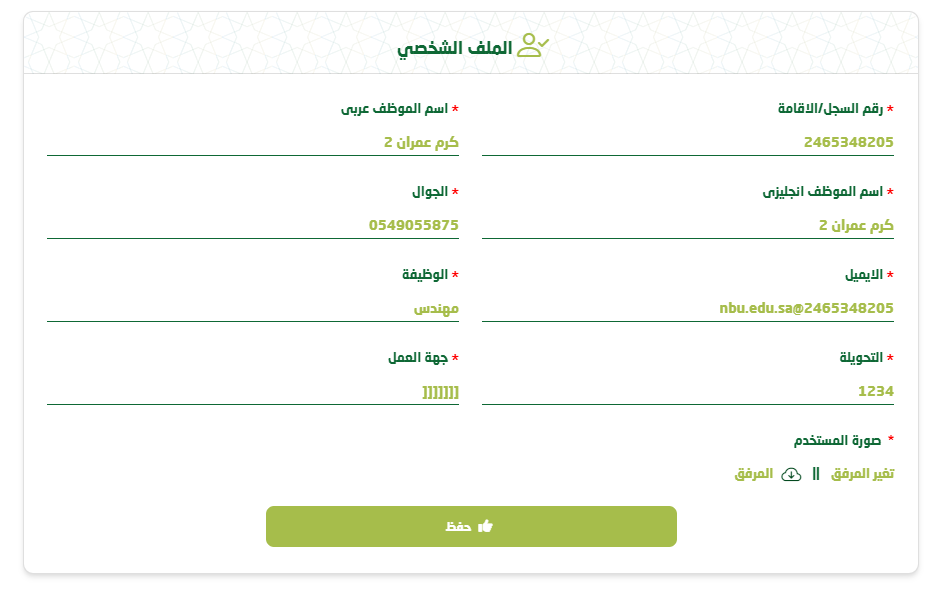 الملف الشخصي
* رقم السجل/الاقامة
2465348205
* اسم الموظف عربى
كرم عمران 2
* اسم الموظف انجليزى
كرم عمران 2
* الجوال
0549055875
* الايميل
2465348205@nbu.edu.sa
* الوظيفة
مهندس
* التحويلة
1234
* جهة العمل
]]]]]]]
* صورة المستخدم
تغير المرفق || المرفق
حفظ